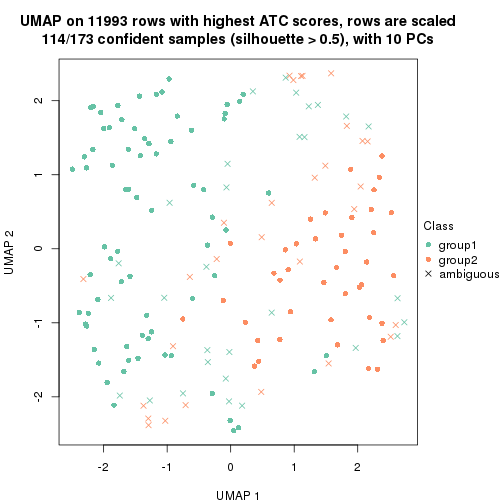 UMAP on 11993 rows with highest ATC scores, rows are scaled
114/173 confident samples (silhouette > 0.5), with 10 PCs
2
1
0
-1
-2
UMAP 2
-2
-1
0
1
2
UMAP 1
Class
group1
group2
ambiguous